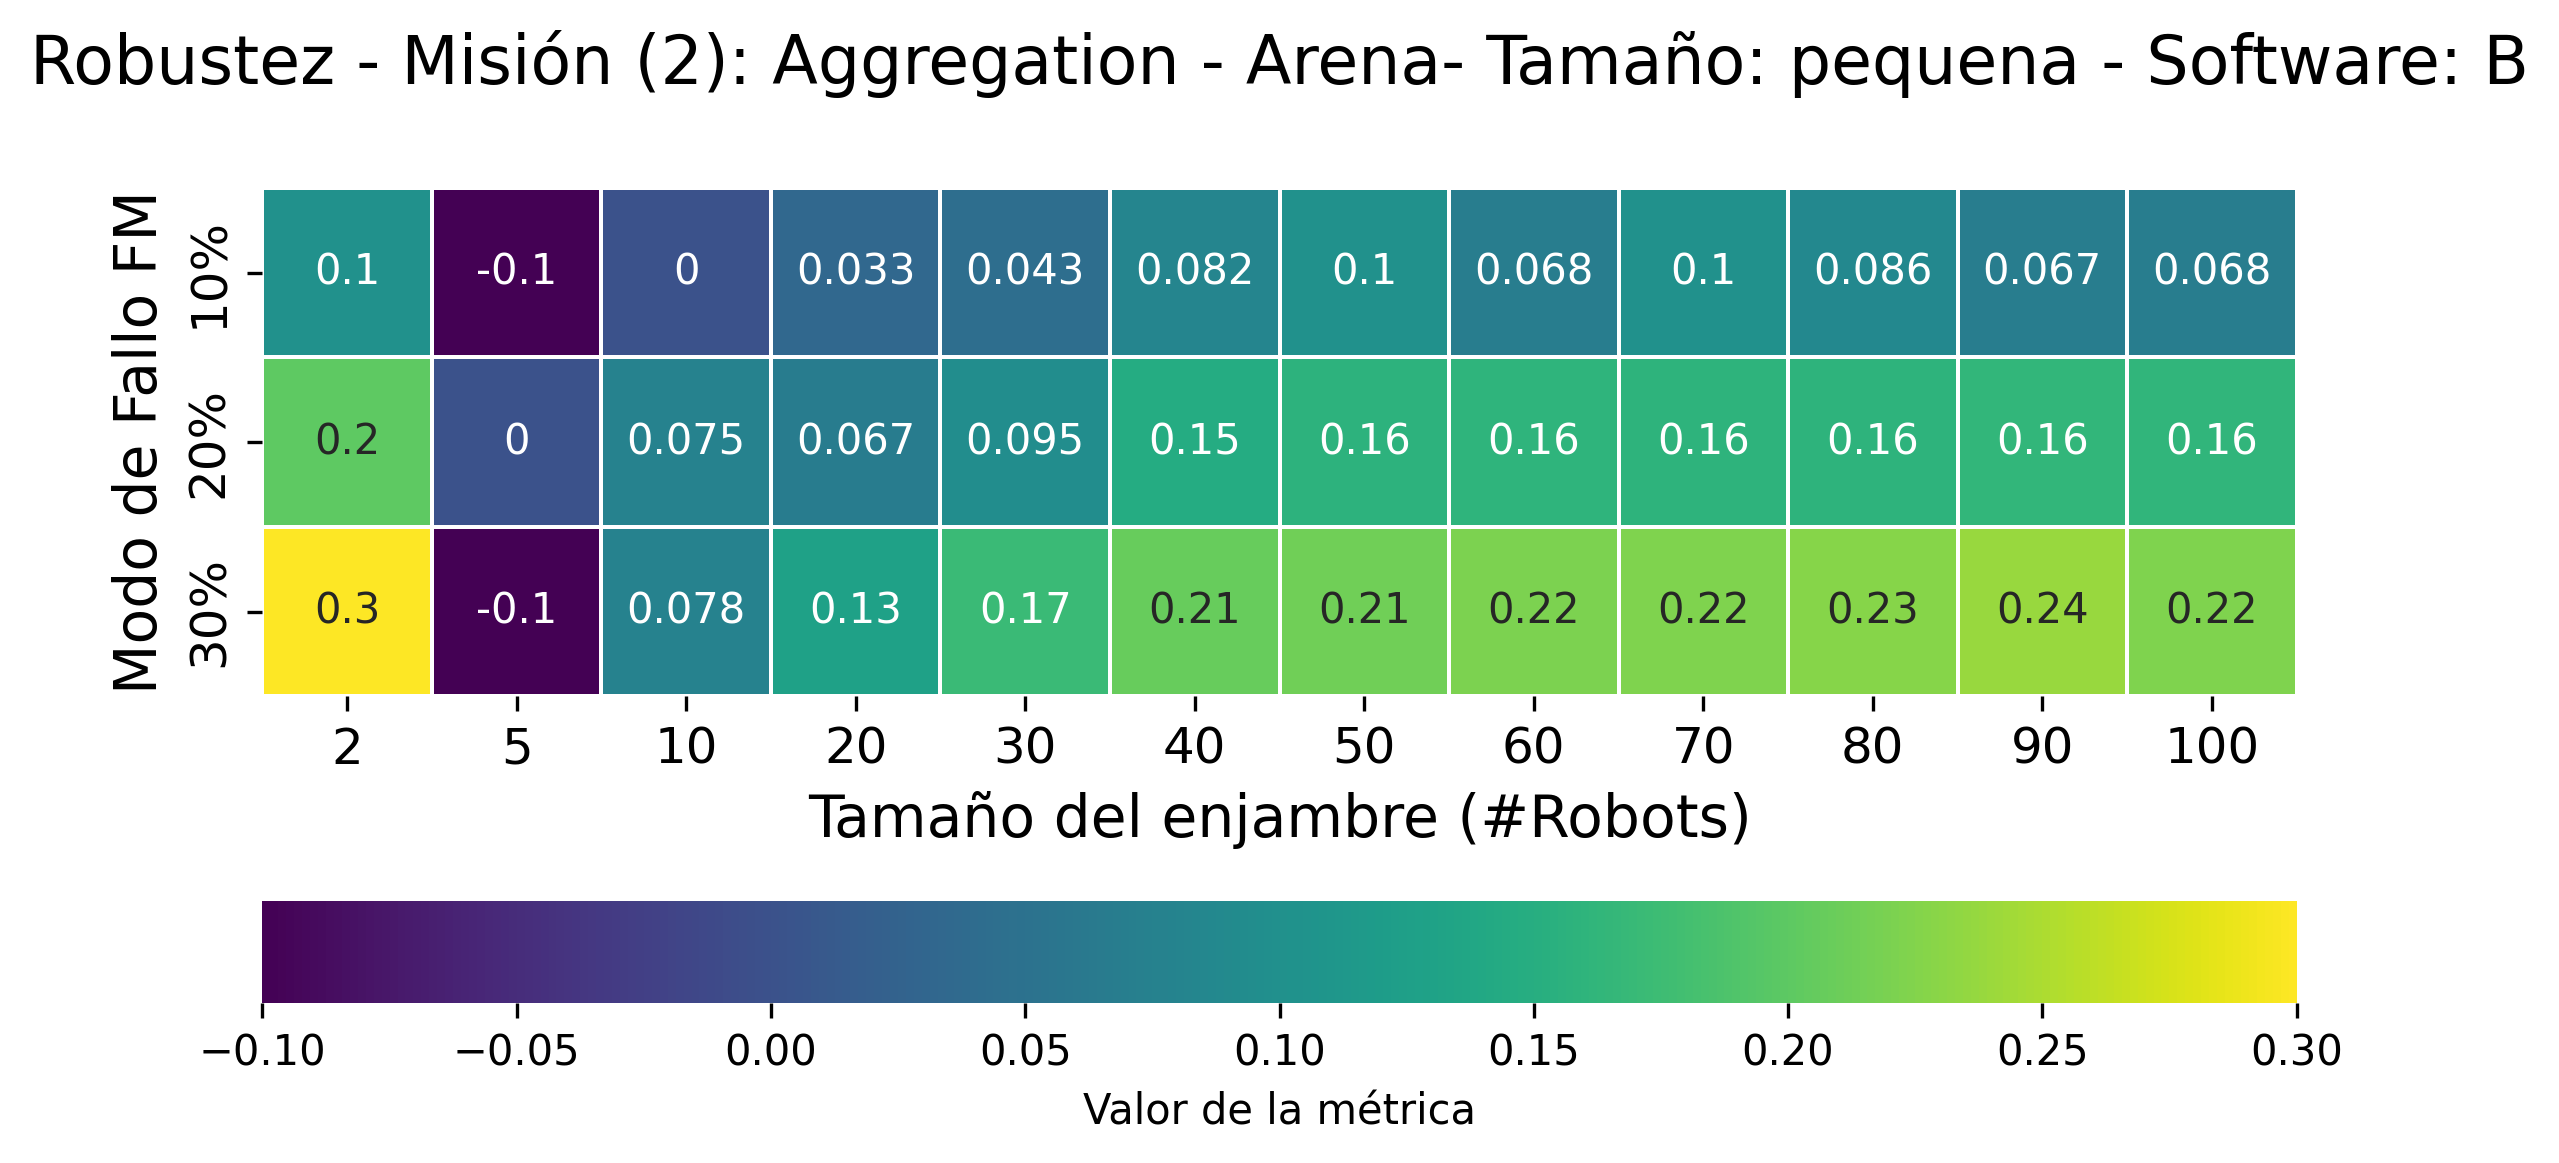 Robustez - Misión (2): Aggregation - Arena- Tamaño: pequena - Software: B
Modo de Fallo FM
10%
0.1 -0.1 0 0.033 0.043 0.082 0.1 0.068 0.1 0.086 0.067 0.068
20%
0.2 0 0.075 0.067 0.095 0.15 0.16 0.16 0.16 0.16 0.16 0.16
30%
0.3 -0.1 0.078 0.13 0.17 0.21 0.21 0.22 0.22 0.23 0.24 0.22
2 5 10 20 30 40 50 60 70 80 90 100
Tamaño del enjambre (#Robots)
−0.10 −0.05 0.00 0.05 0.10 0.15 0.20 0.25 0.30
Valor de la métrica